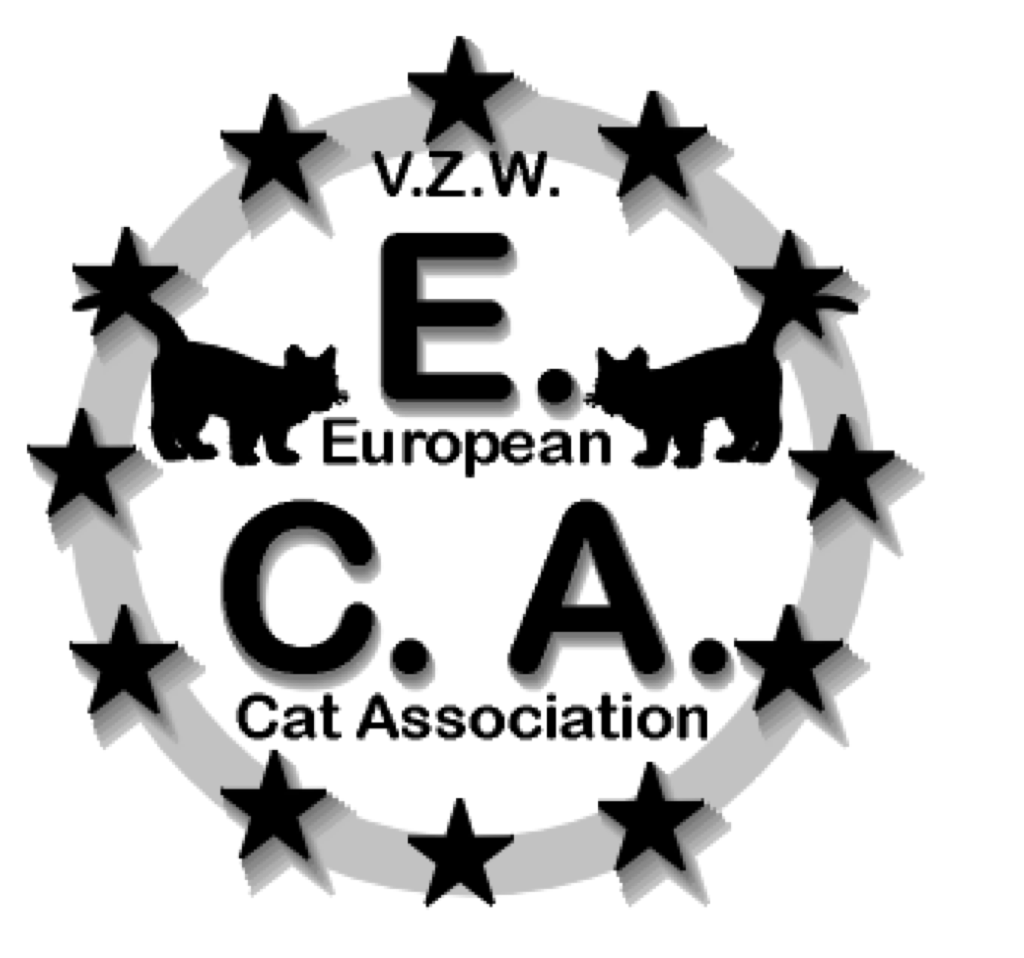 V.Z.W.
E.
European
C. A.
Cat Association